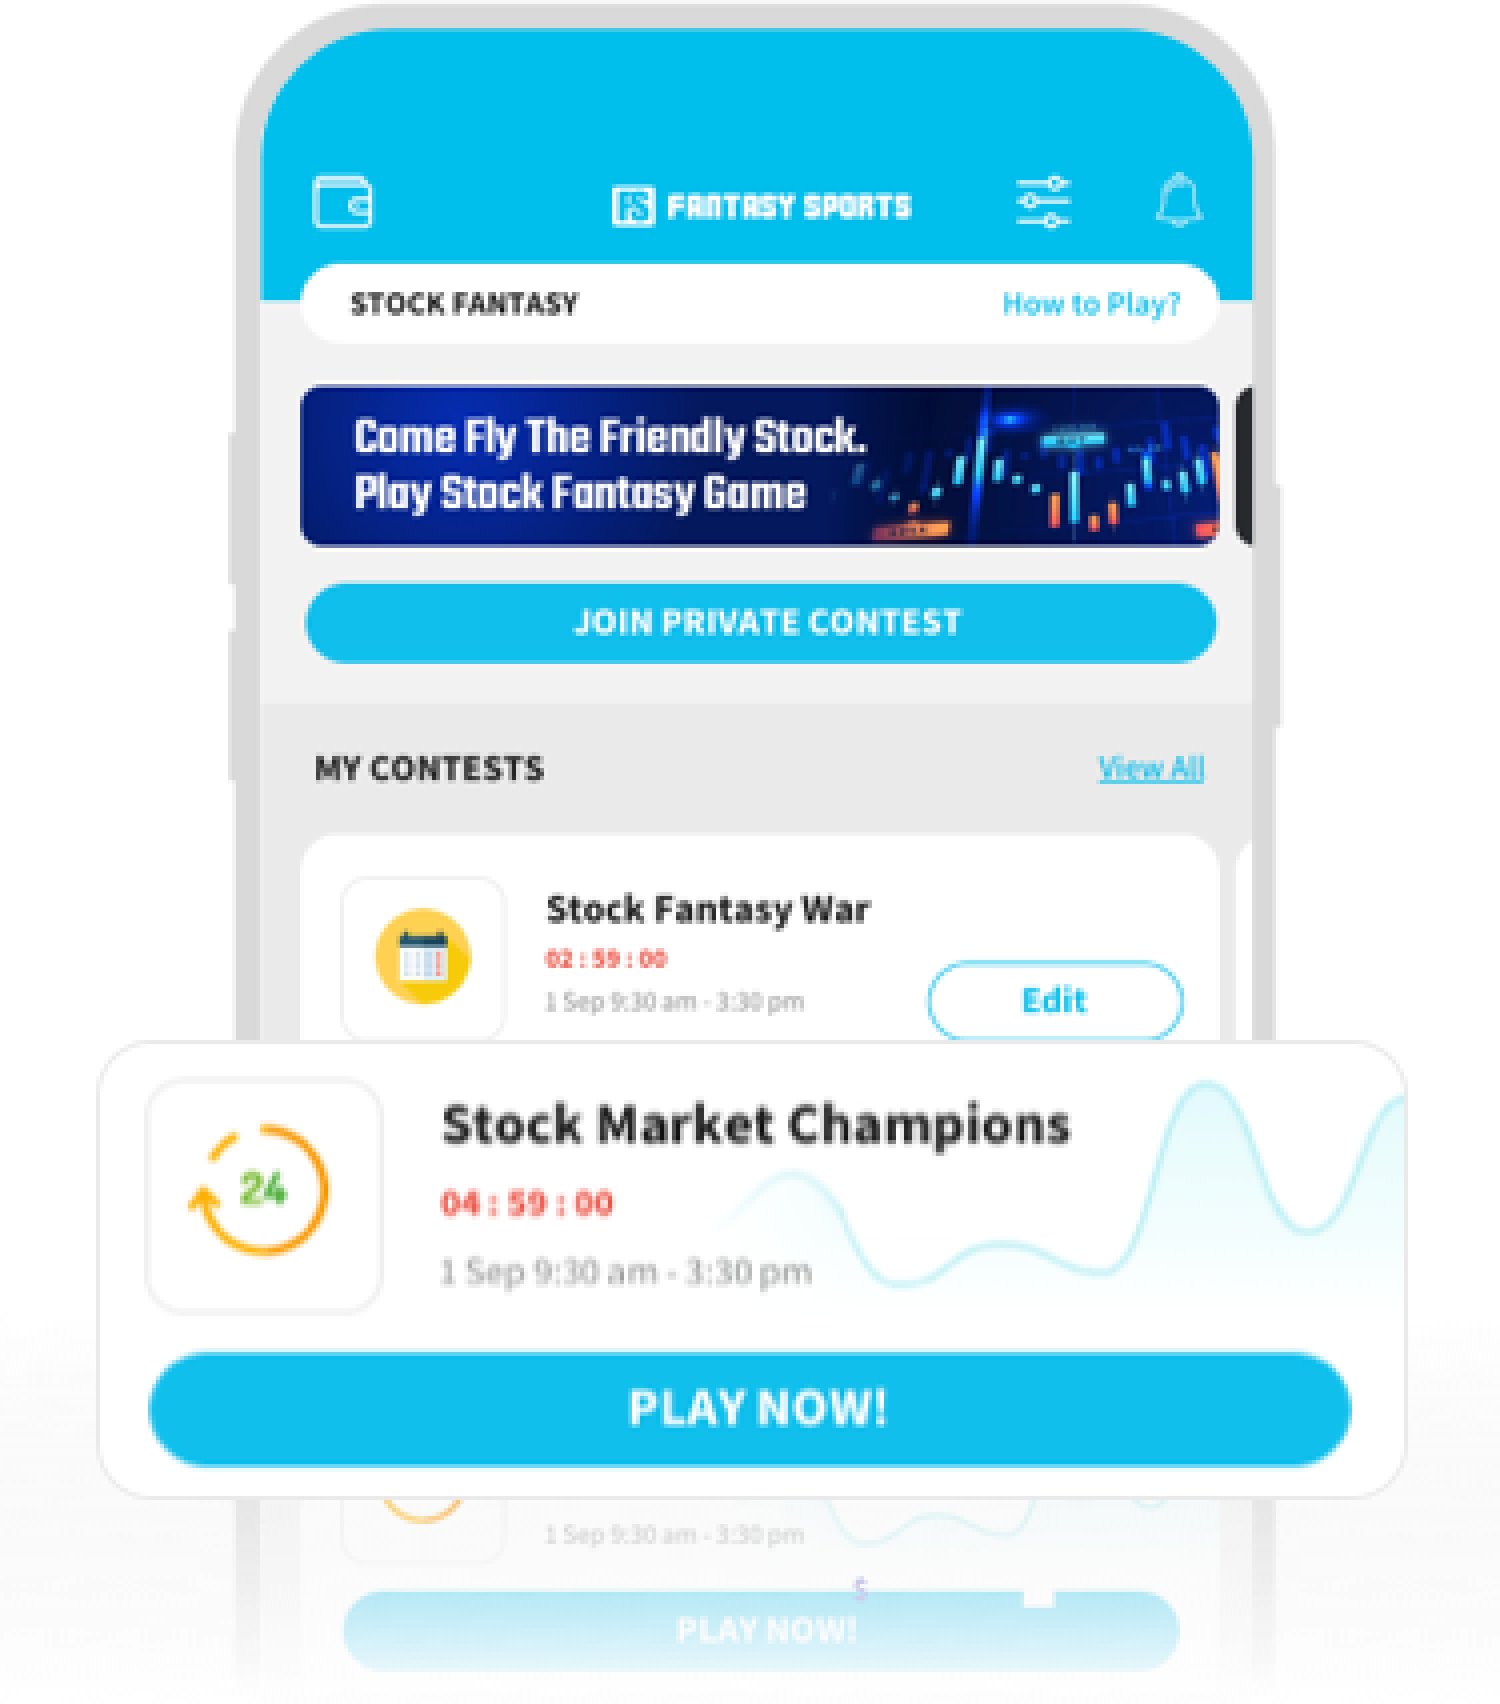 FS FANTASY SPORTS
STOCK FANTASY
How to Play?
Come Fly The Friendly Stock.
Play Stock Fantasy Game
JOIN PRIVATE CONTEST
MY CONTESTS
View All
Stock Fantasy War
02 : 59 : 00
1 Sep 9:30 am - 3:30 pm
Edit
24
Stock Market Champions
04 : 59 : 00
1 Sep 9:30 am - 3:30 pm
PLAY NOW!
1 Sep 9:30 am - 3:30 pm
S
PLAY NOW!